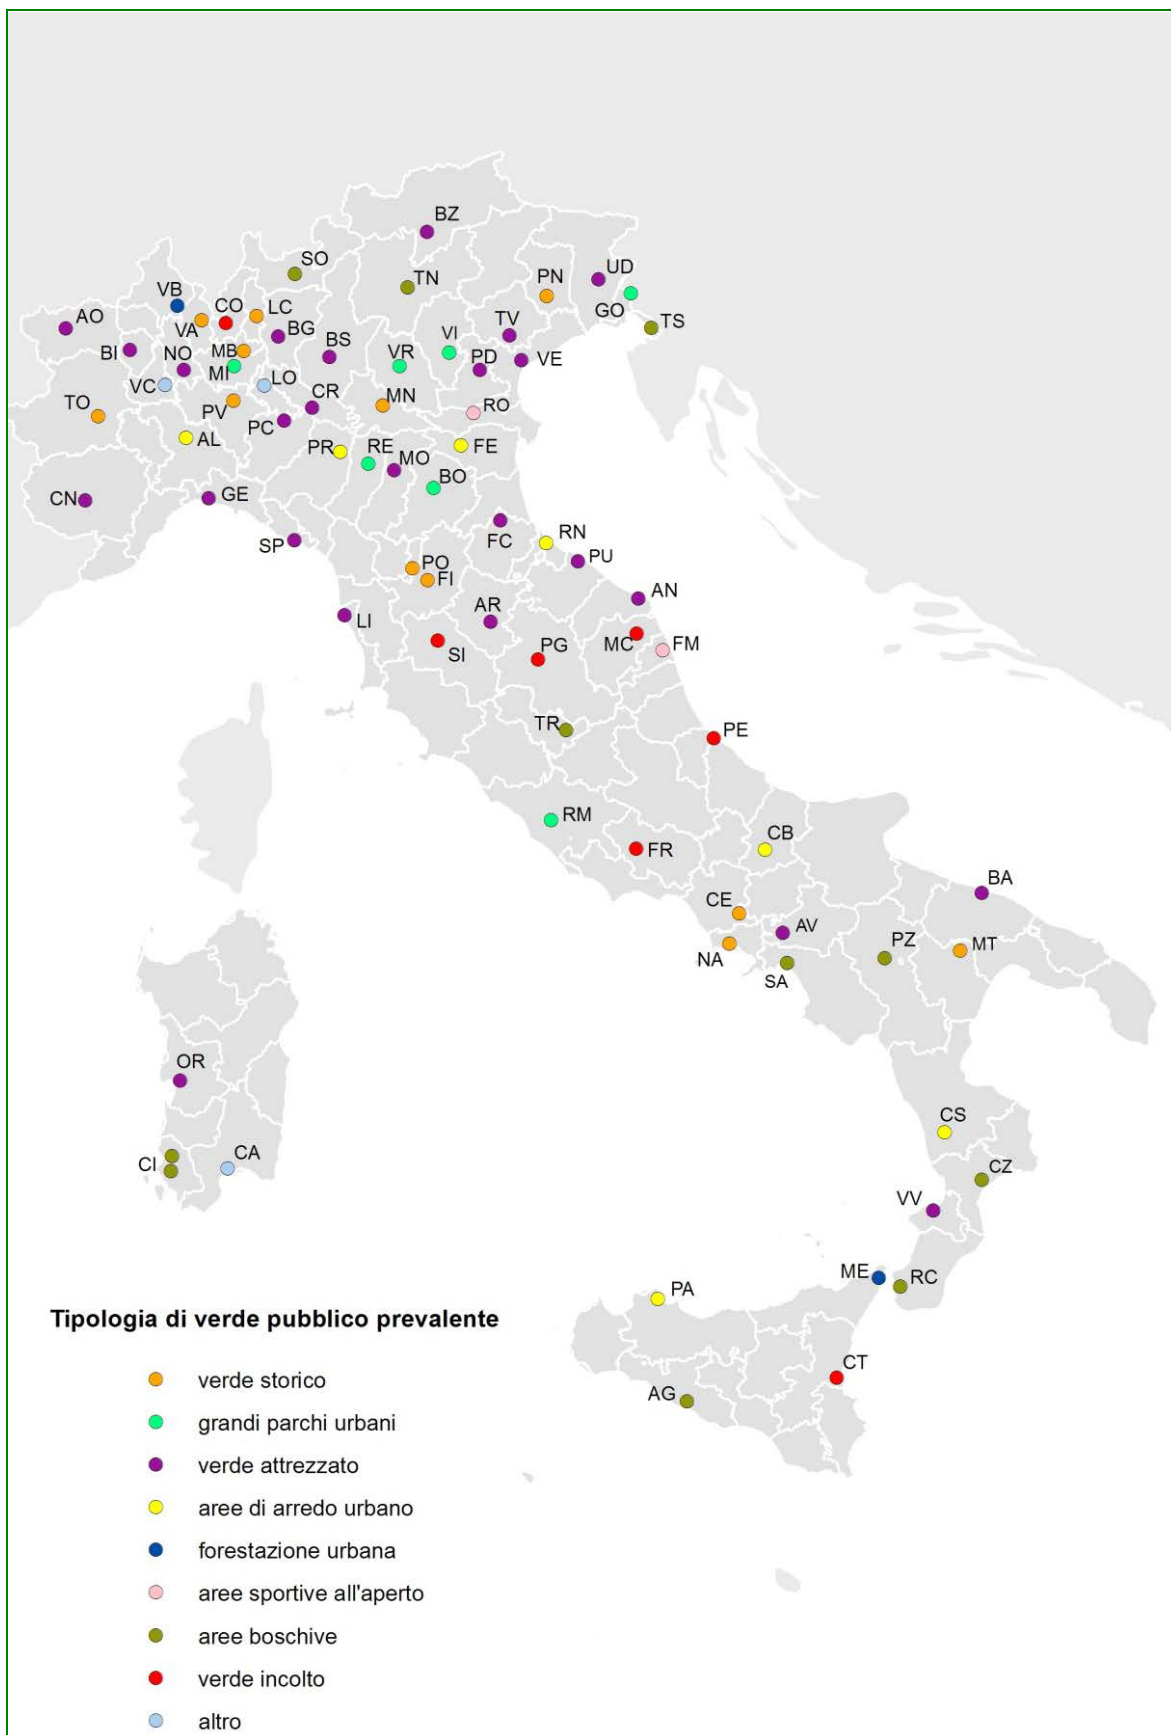 BZ
SO
TN
PN
UD
VB
CO
LC
GO
AO
VA
BG
BS
TV
VI
TS
BI
NO
MB
MI
VR
PD
VE
VC
LO
CR
MN
RO
TO
PV
PC
AL
PR
RE
MO
FE
BO
CN
GE
FC
RN
SP
PU
PO
FI
AN
LI
AR
SI
PG
MC
FM
TR
PE
RM
FR
CB
BA
CE
AV
NA
SA
PZ
MT
OR
CS
CI
CA
CZ
VV
ME
RC
PA
CT
AG
Tipologia di verde pubblico prevalente
verde storico
grandi parchi urbani
verde attrezzato
aree di arredo urbano
forestazione urbana
aree sportive all'aperto
aree boschive
verde incolto
altro